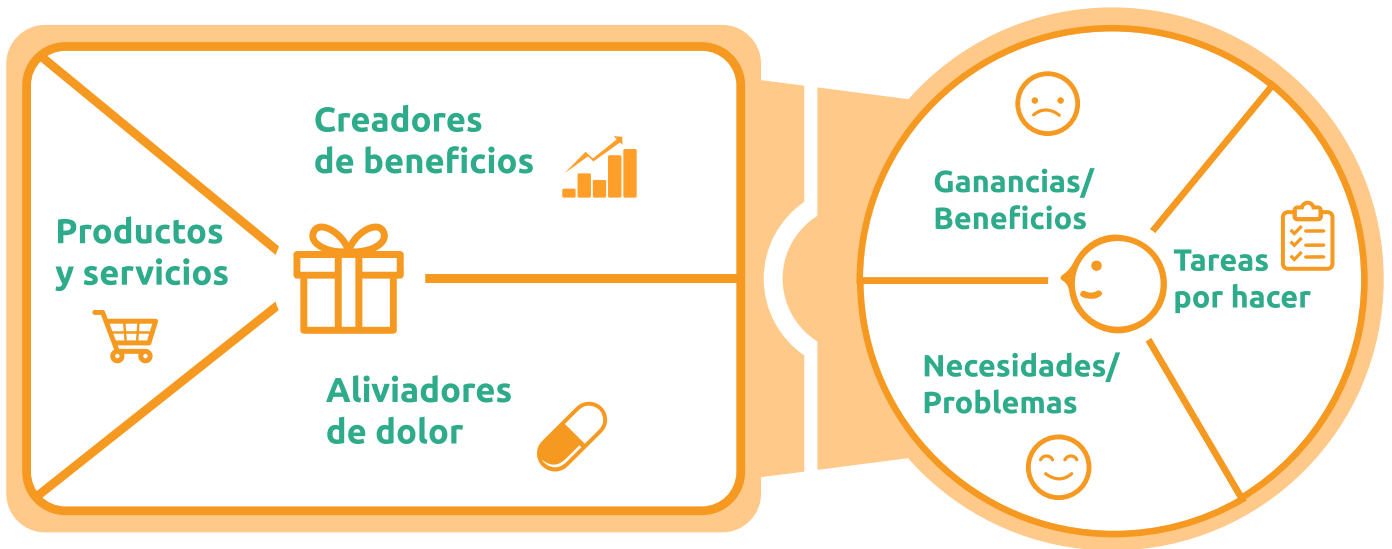 Creadores
de beneficios
Productos
y servicios
Aliviadores
de dolor
Ganancias/
Beneficios
Tareas
por hacer
Necesidades/
Problemas